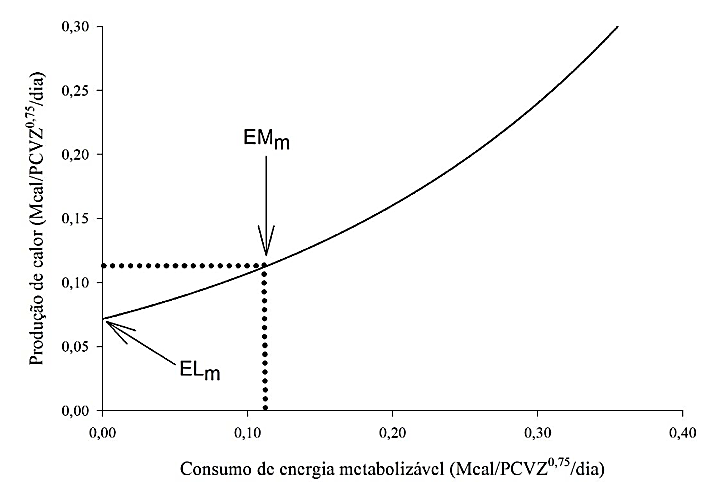 0,30
0,25
0,20
0,15
0,10
0,05
0,00
Produção de calor (Mcal/PCVZ0,75/dia)
EMm
ELm
0,00 0,10 0,20 0,30 0,40
Consumo de energia metabolizável (Mcal/PCVZ0,75/dia)